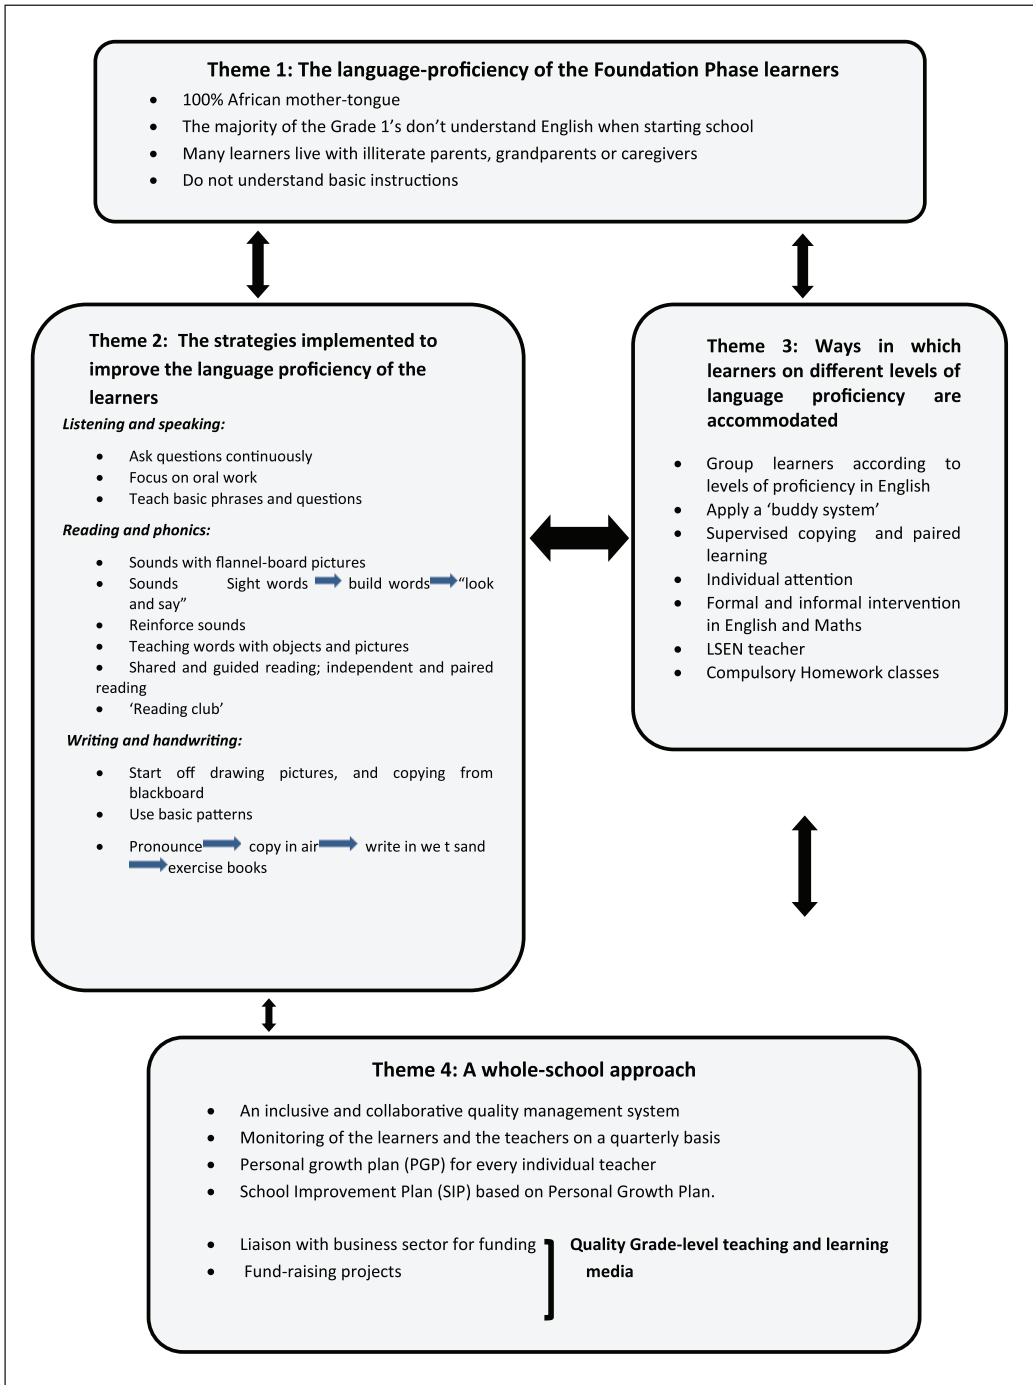 Theme 1: The language-proficiency of the Foundation Phase learners
• 100% African mother-tongue
• The majority of the Grade 1’s don’t understand English when starting school
• Many learners live with illiterate parents, grandparents or caregivers
• Do not understand basic instructions
Theme 2:  The strategies implemented to
improve the language proficiency of the
learners
Listening and speaking:
• Ask questions continuously
• Focus on oral work
• Teach basic phrases and questions
Reading and phonics:
• Sounds with flannel-board pictures
• Sounds Sight words build words “look
and say”
• Reinforce sounds
• Teaching words with objects and pictures
• Shared and guided reading; independent and paired
reading
• ‘Reading club’
Writing and handwriting:
• Start off drawing pictures, and copying from
blackboard
• Use basic patterns
• Pronounce copy in air write in we t sand
exercise books
Theme 3: Ways in which
learners on different levels of
language proficiency are
accommodated
• Group learners according to
levels of proficiency in English
• Apply a ‘buddy system’
• Supervised copying and paired
learning
• Individual attention
• Formal and informal intervention
in English and Maths
• LSEN teacher
• Compulsory Homework classes
Theme 4: A whole-school approach
• An inclusive and collaborative quality management system
• Monitoring of the learners and the teachers on a quarterly basis
• Personal growth plan (PGP) for every individual teacher
• School Improvement Plan (SIP) based on Personal Growth Plan.
• Liaison with business sector for funding
• Fund-raising projects
Quality Grade-level teaching and learning
media